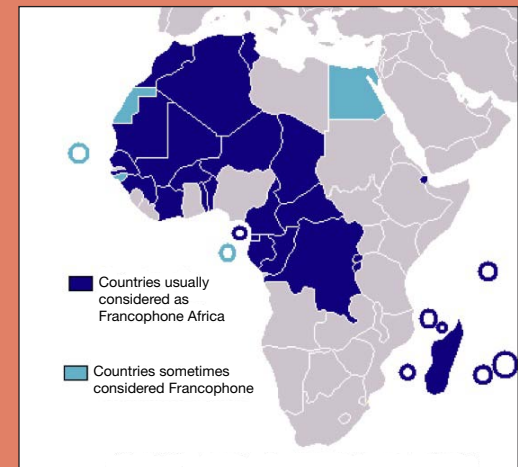 Countries usually
considered as
Francophone Africa
Countries sometimes
considered Francophone